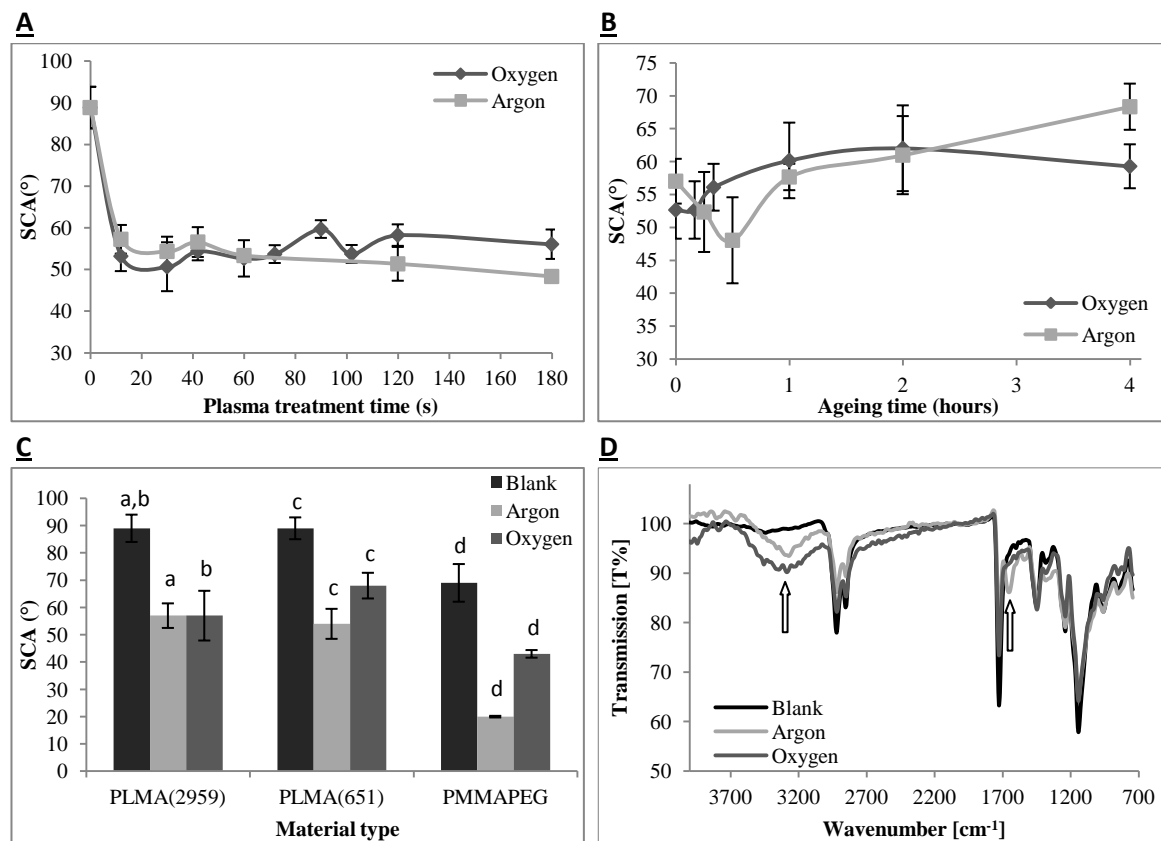 A
SCA(°)
100
90
80
70
60
50
40
30
Oxygen
Argon
0 20 40 60 80 100 120 140 160 180
Plasma treatment time (s)
B
SCA(°)
75
70
65
60
55
50
45
40
35
30
Oxygen
Argon
0 1 2 3 4
Ageing time (hours)
C
SCA (°)
100
90
80
70
60
50
40
30
20
10
0
Blank
Argon
Oxygen
a,b a b c c c d d d
PLMA(2959) PLMA(651) PMMAPEG
Material type
D
Transmission [T%]
100
90
80
70
60
50
Blank
Argon
Oxygen
3700 3200 2700 2200 1700 1200 700
Wavenumber [cm⁻¹]